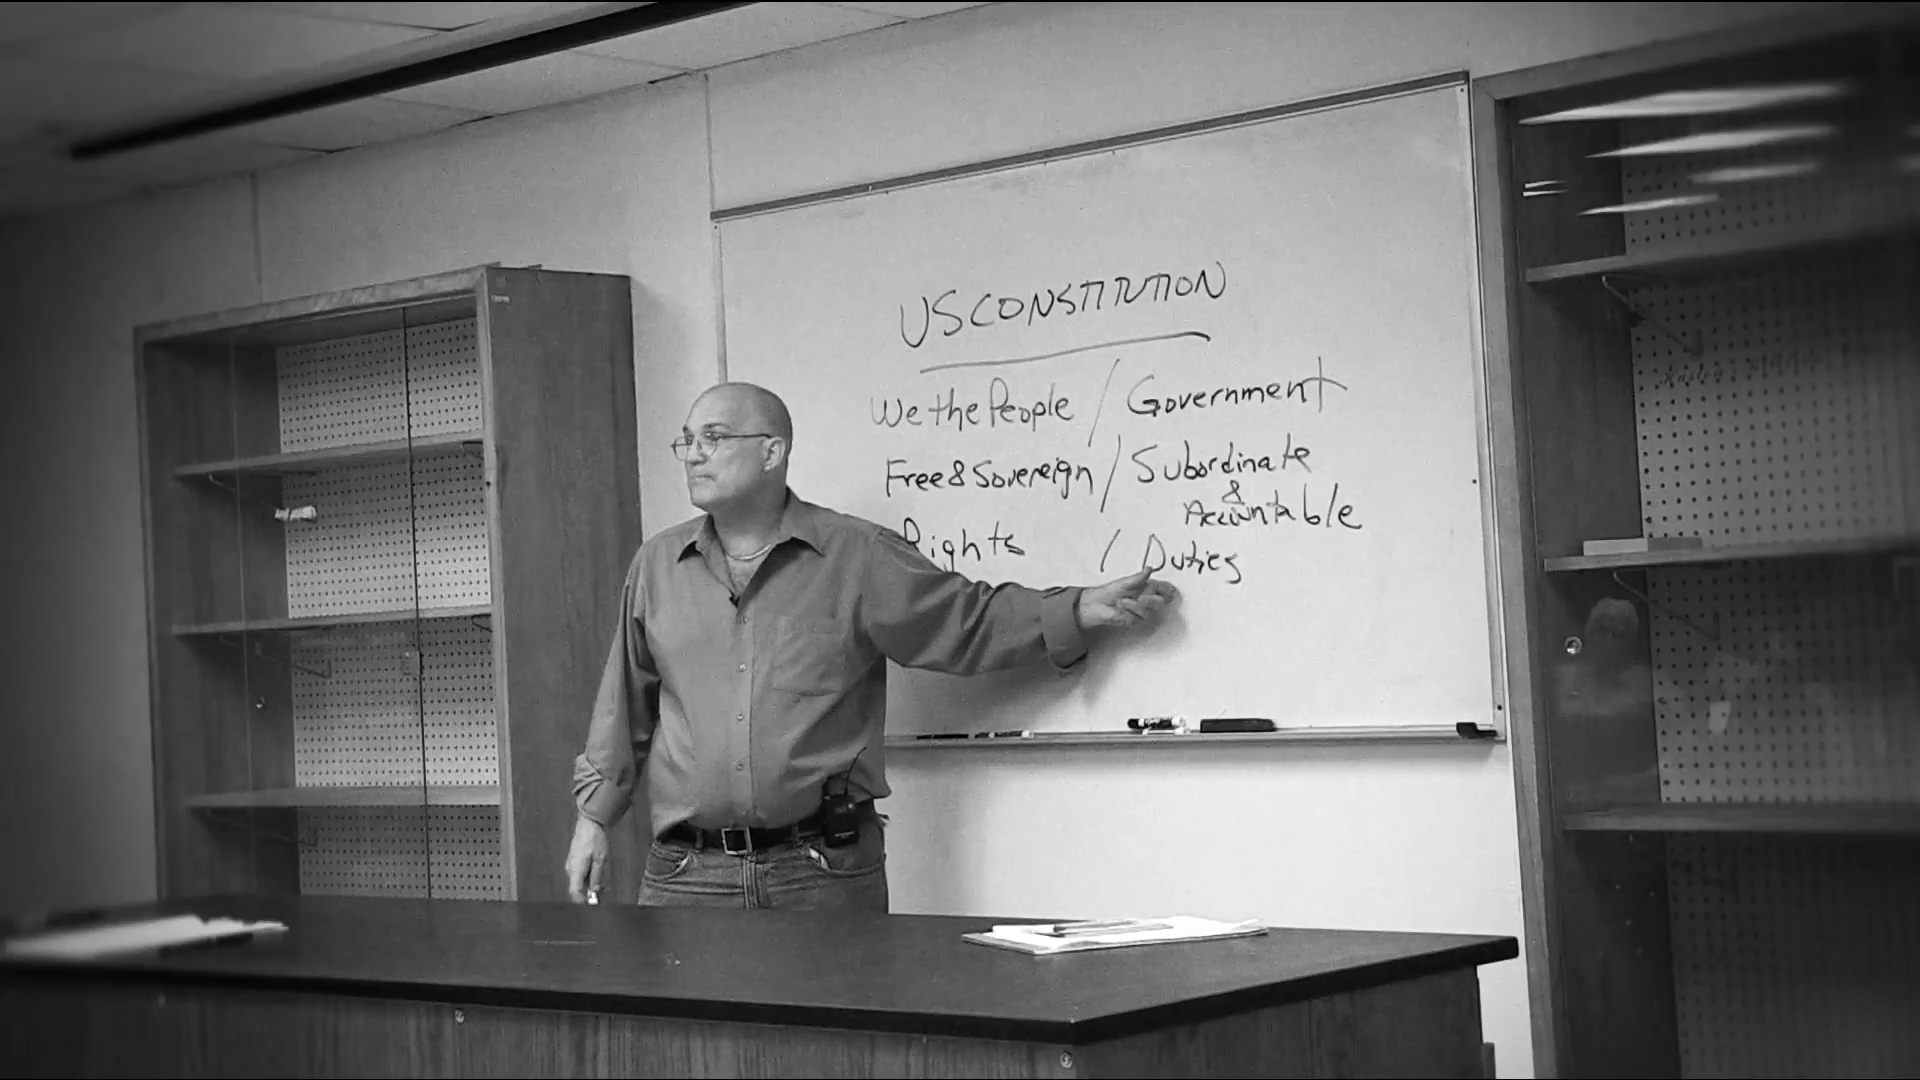 US CONSTITUTION
We the People / Government
Free & Sovereign / Subordinate
&
Accountable
Rights / Duties